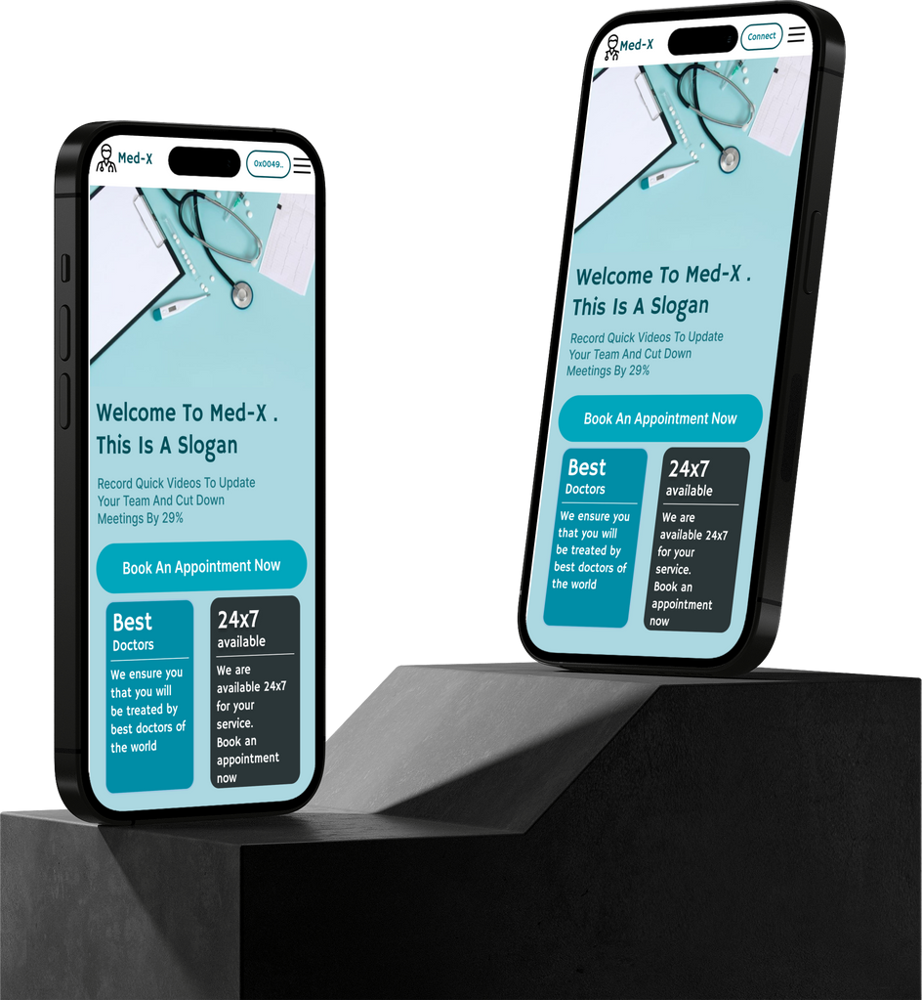 Med-X
0x0049..
Welcome To Med-X .
This Is A Slogan
Record Quick Videos To Update
Your Team And Cut Down
Meetings By 29%
Book An Appointment Now
Best
Doctors
We ensure you
that you will
be treated by
best doctors of
the world
24x7
available
We are
available 24x7
for your
service.
Book an
appointment
now
Med-X
Connect
Welcome To Med-X .
This Is A Slogan
Record Quick Videos To Update
Your Team And Cut Down
Meetings By 29%
Book An Appointment Now
Best
Doctors
We ensure you
that you will
be treated by
best doctors of
the world
24x7
available
We are
available 24x7
for your
service.
Book an
appointment
now